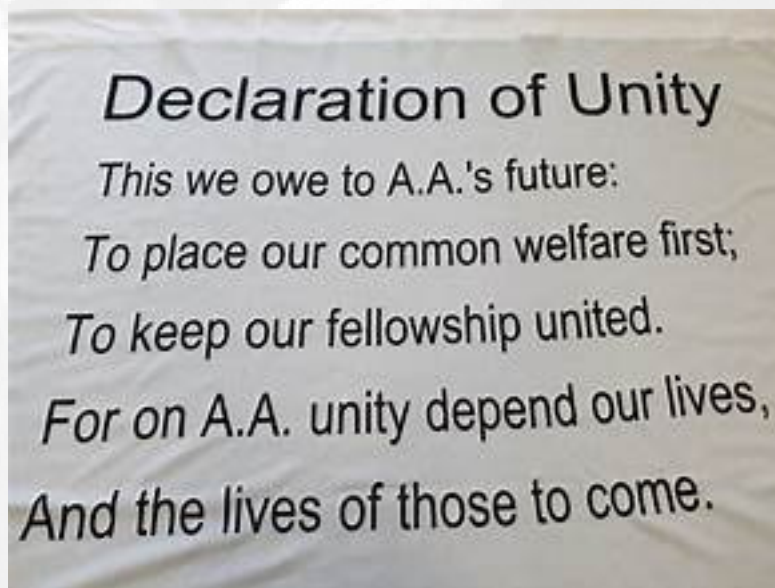 Declaration of Unity
This we owe to A.A.'s future:
To place our common welfare first;
To keep our fellowship united.
For on A.A. unity depend our lives,
And the lives of those to come.